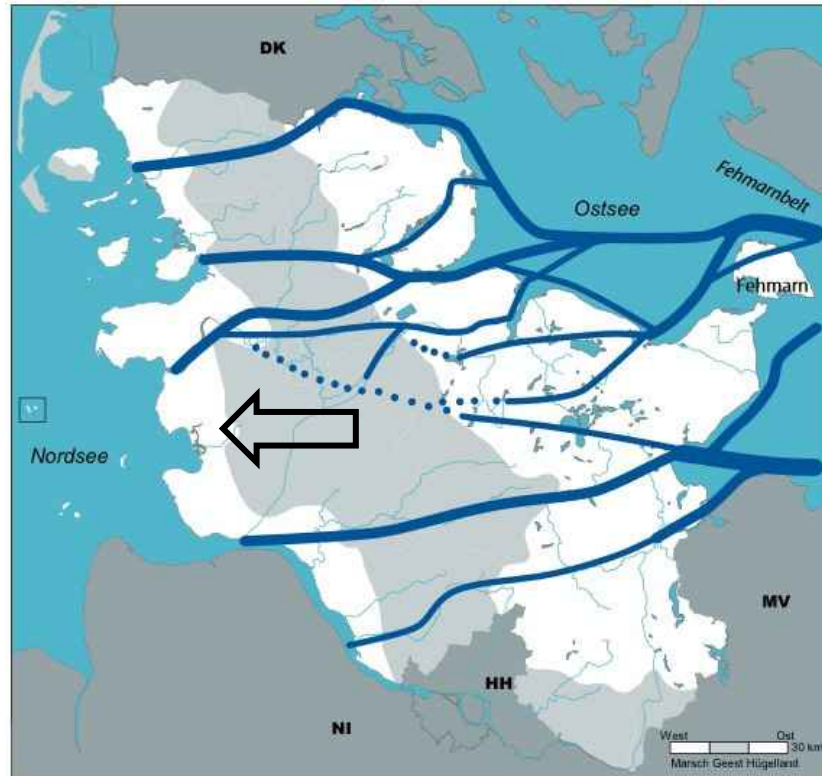 DK
Fehmarnbelt
Ostsee
Fehmarn
Nordsee
MV
HH
NI
West Ost
30 km
Marsch Geest Hügelland